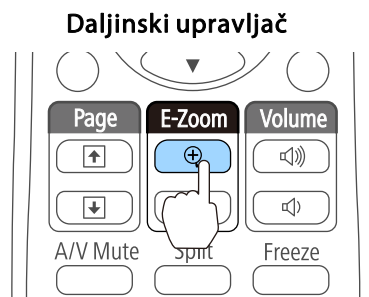 Daljinski upravljač
Page E-Zoom Volume
A/V Mute Split Freeze